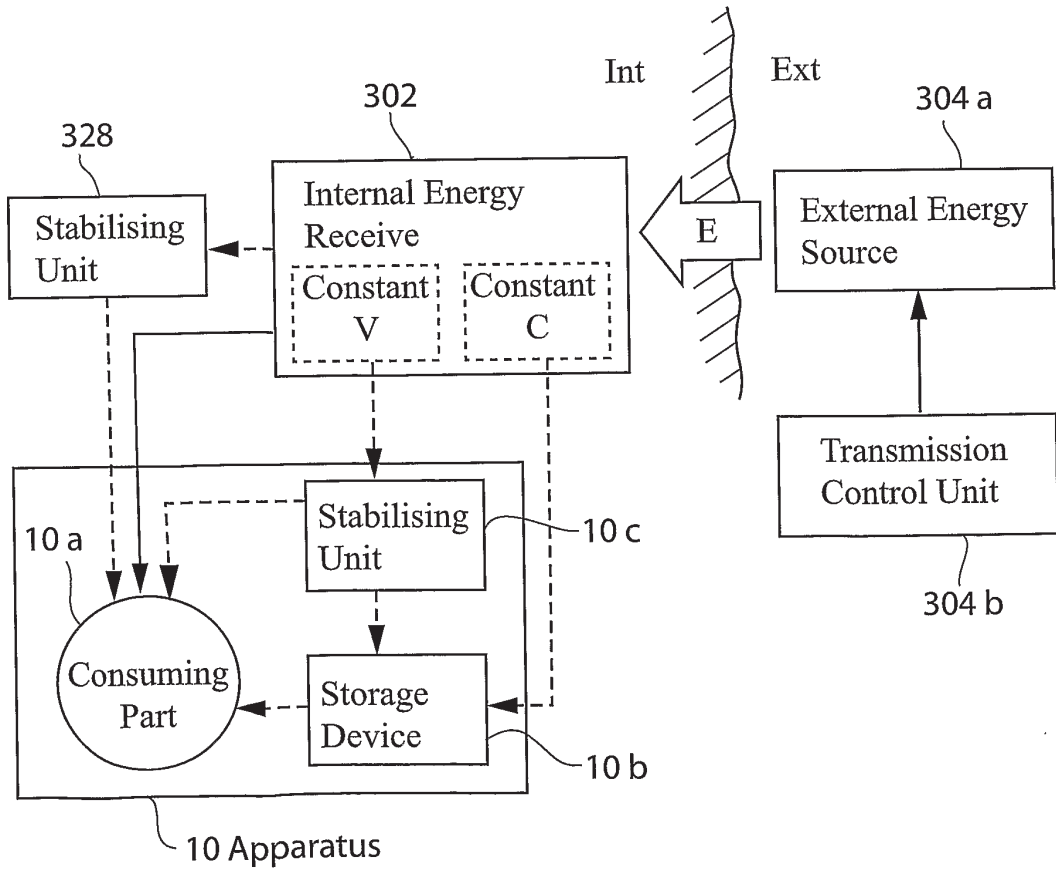 Int
Ext
302
304 a
328
Internal Energy
Receive
External Energy
Source
Stabilising
Unit
E
Constant
V
Constant
C
Transmission
Control Unit
Stabilising
Unit
10 c
10 a
304 b
Consuming
Part
Storage
Device
10 b
10 Apparatus